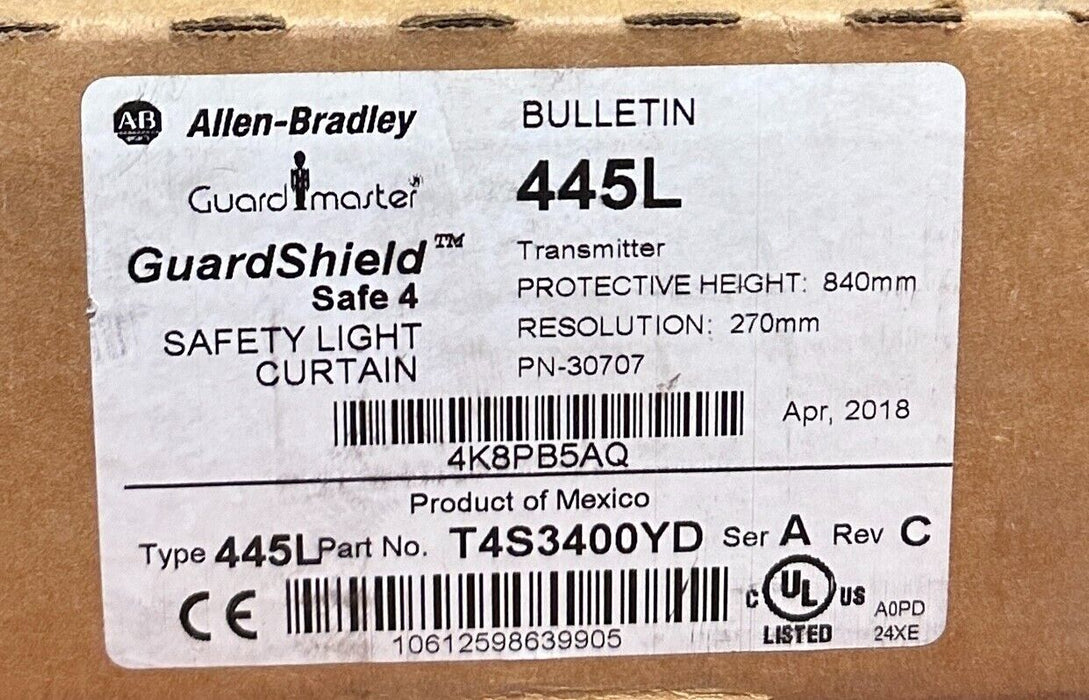 AB Allen-Bradley
Guardmaster
GuardShield™
Safe 4
SAFETY LIGHT
CURTAIN
BULLETIN
445L
Transmitter
PROTECTIVE HEIGHT: 840mm
RESOLUTION: 270mm
PN-30707
Apr, 2018
4K8PB5AQ
Product of Mexico
Type 445L Part No. T4S3400YD Ser A Rev C
CE
10612598639905
C UL US
LISTED
A0PD
24XE